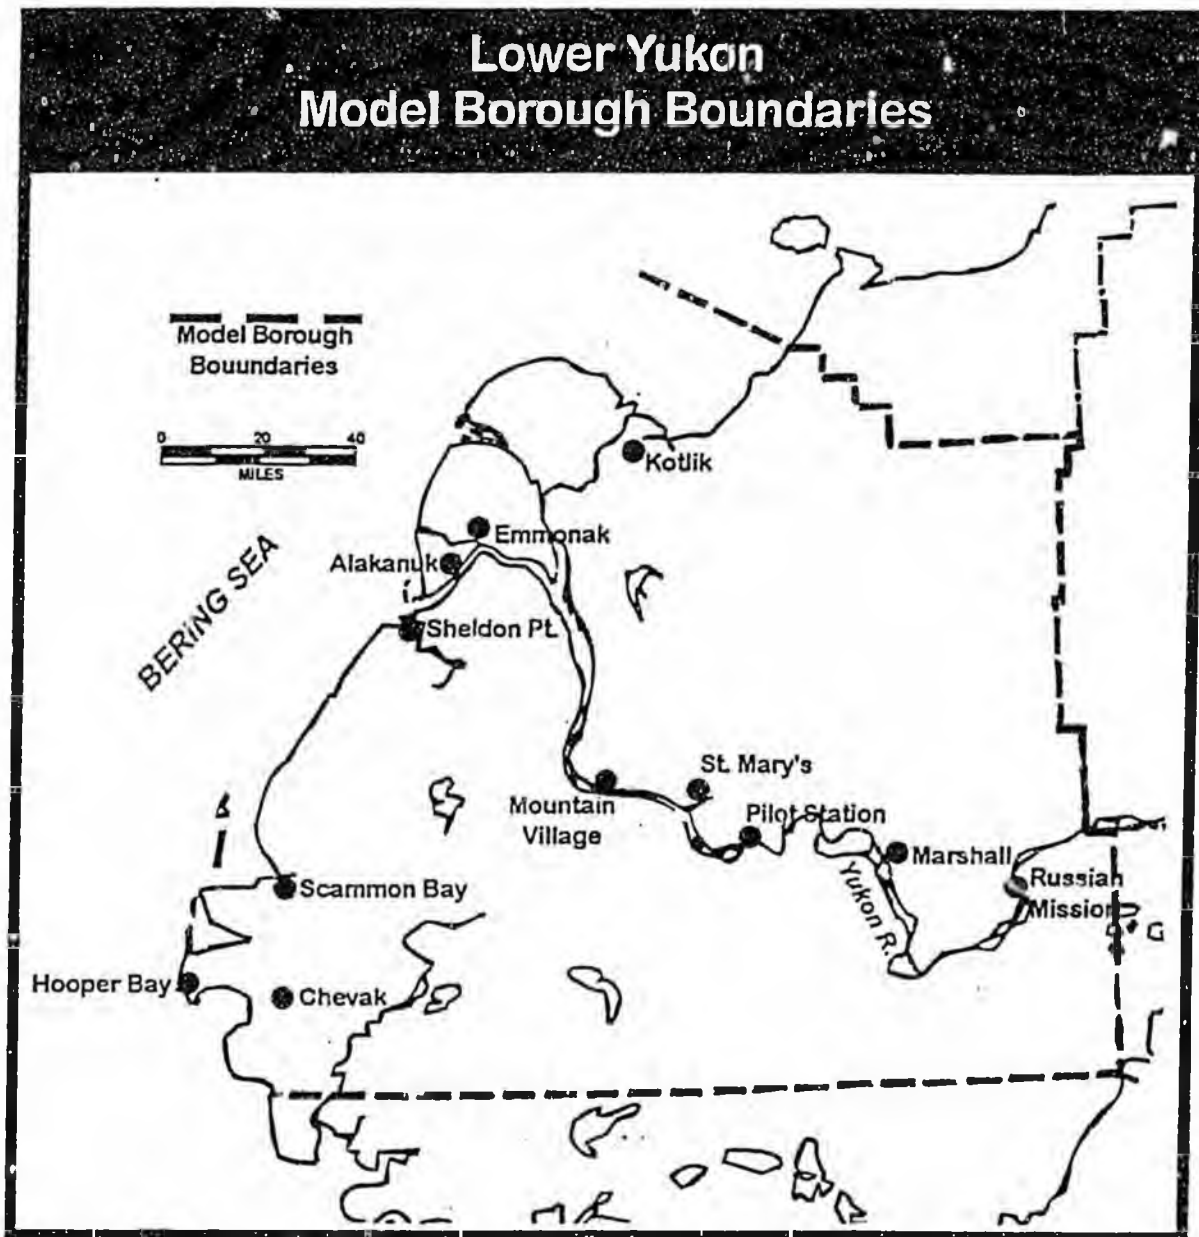 Lower Yukon
Model Borough Boundaries
Model Borough
Bouundaries
0 20 40
MILES
BERING SEA
Kotlik
Emmonak
Alakanuk
Sheldon Pt.
St. Mary's
Mountain
Village
Pilot Station
Marshall
Yukon R.
Russian
Mission
Scammon Bay
Hooper Bay
Chevak